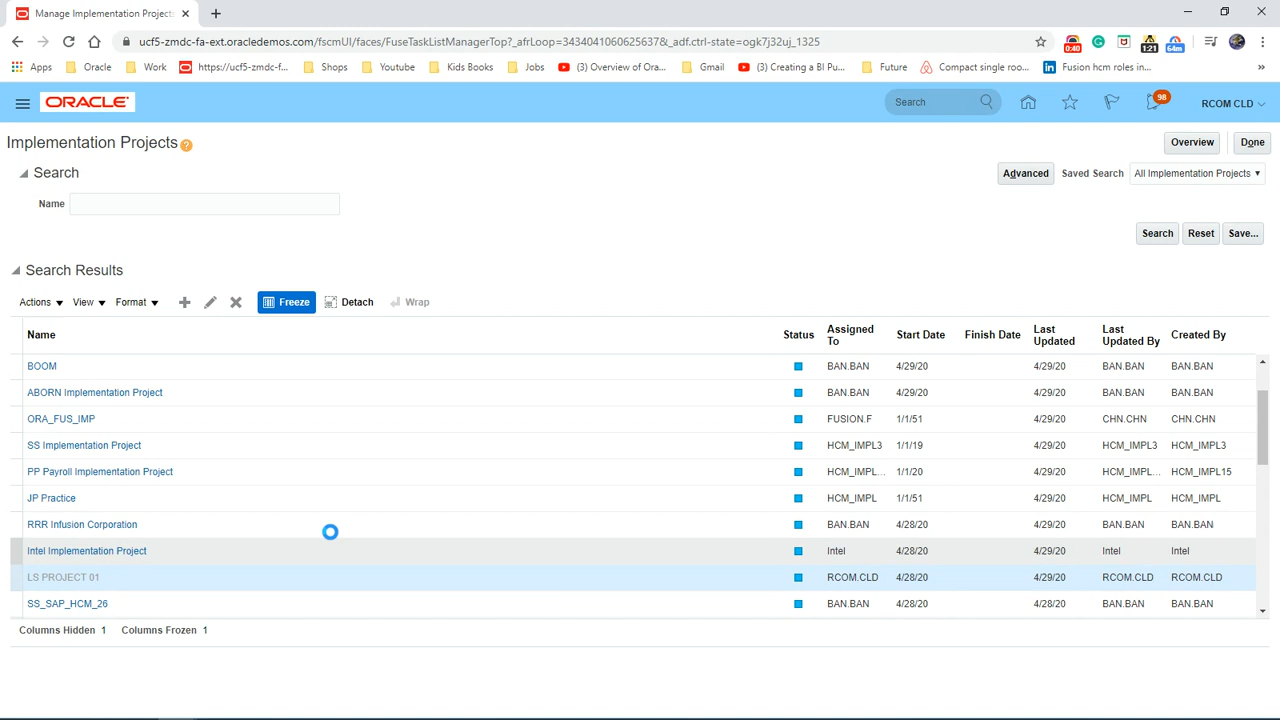 Manage Implementation Projects
ucf5-zmdc-fa-ext.oracledemos.com/fscmUI/faces/FuseTaskListManagerTop?_afrLoop=34340410606256​37&_adf.ctrl-state=ogk7j32uj_1325
0:40 1:21 64m
Apps Oracle Work https://ucf5-zmdc-f... Shops Youtube Kids Books Jobs (3) Overview of Ora... Gmail (3) Creating a BI Pu... Future Compact single roo... Fusion hcm roles in... »
ORACLE Search 98 RCOM CLD
Implementation Projects ? Overview Done
Search Advanced Saved Search All Implementation Projects
Name
Search Reset Save...
Search Results
Actions View Format Freeze Detach Wrap
Name Status Assigned To Start Date Finish Date Last Updated Last Updated By Created By
BOOM BAN.BAN 4/29/20 4/29/20 BAN.BAN BAN.BAN
ABORN Implementation Project BAN.BAN 4/29/20 4/29/20 BAN.BAN BAN.BAN
ORA_FUS_IMP FUSION.F 1/1/51 4/29/20 CHN.CHN CHN.CHN
SS Implementation Project HCM_IMPL3 1/1/19 4/29/20 HCM_IMPL3 HCM_IMPL3
PP Payroll Implementation Project HCM_IMPL... 1/1/20 4/29/20 HCM_IMPL... HCM_IMPL15
JP Practice HCM_IMPL 1/1/51 4/29/20 HCM_IMPL HCM_IMPL
RRR Infusion Corporation BAN.BAN 4/28/20 4/29/20 BAN.BAN BAN.BAN
Intel Implementation Project Intel 4/28/20 4/29/20 Intel Intel
LS PROJECT 01 RCOM.CLD 4/28/20 4/29/20 RCOM.CLD RCOM.CLD
SS_SAP_HCM_26 BAN.BAN 4/28/20 4/28/20 BAN.BAN BAN.BAN
Columns Hidden 1 Columns Frozen 1